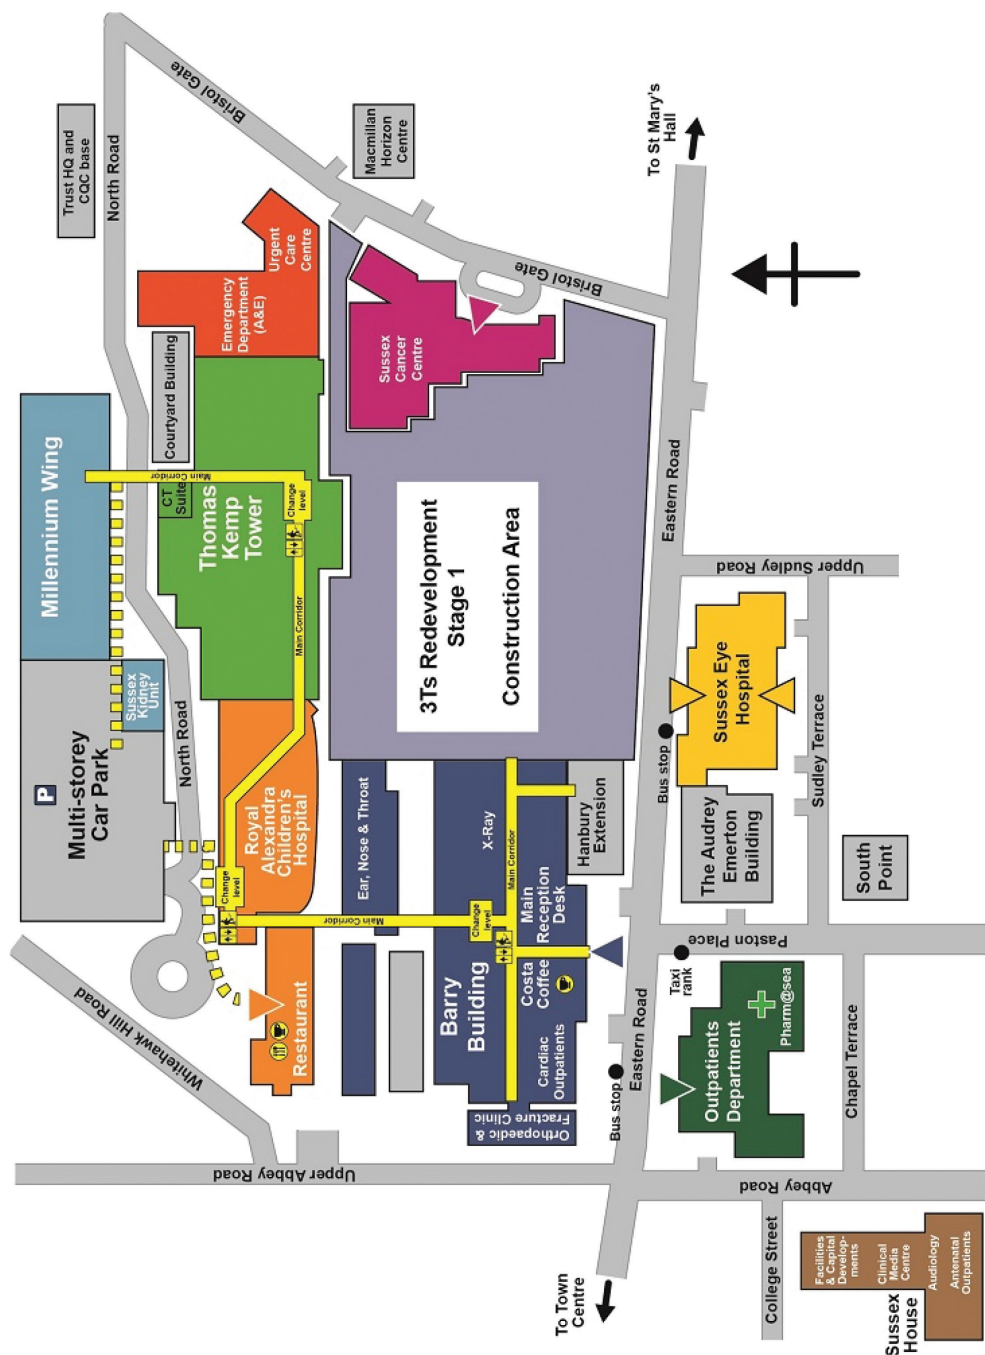 Trust HQ and
CQC base
North Road
Bristol Gate
Macmillan
Horizon
Centre
To St Mary's
Hall
Urgent
Care
Centre
Emergency
Department
(A&E)
Bristol Gate
Sussex
Cancer
Centre
Courtyard Building
Millennium Wing
Main Corridor
CT
Suite
Thomas
Kemp
Tower
Change
level
Main Corridor
3Ts Redevelopment
Stage 1
Construction Area
Eastern Road
Upper Sudley Road
Sussex
Kidney
Unit
North Road
P
Multi-storey
Car Park
Royal
Alexandra
Children's
Hospital
Change
level
Ear, Nose & Throat
X-Ray
Main Corridor
Hanbury
Extension
Bus stop
Sussex Eye
Hospital
Sudley Terrace
The Audrey
Emerton
Building
South
Point
Main Corridor
Change
level
Main
Reception
Desk
Barry
Building
Costa
Coffee
Cardiac
Outpatients
Orthopaedic &
Fracture Clinic
Restaurant
Whitehawk Hill Road
Upper Abbey Road
Paston Place
Taxi
rank
Eastern Road
Bus stop
Pharm@sea
Outpatients
Department
Chapel Terrace
Abbey Road
College Street
To Town
Centre
Facilities
& Capital
Develop-
ments
Clinical
Media
Centre
Audiology
Antenatal
Outpatients
Sussex
House